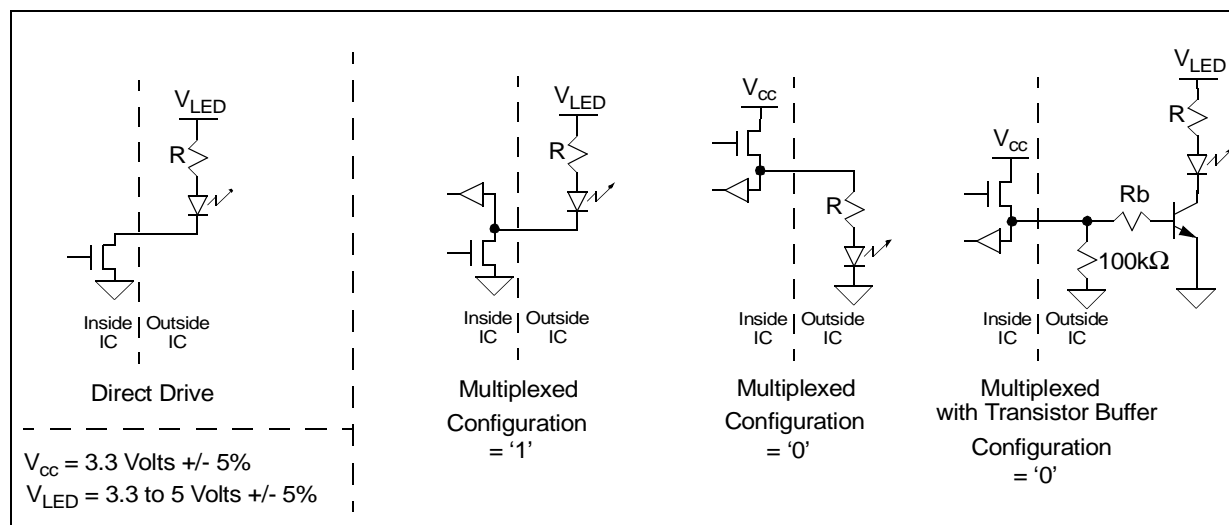 V_LED
R
Inside IC
Outside IC
Direct Drive
V_cc = 3.3 Volts +/- 5%
V_LED = 3.3 to 5 Volts +/- 5%
V_LED
R
Inside IC
Outside IC
Multiplexed
Configuration
= ‘1’
V_cc
R
Inside IC
Outside IC
Multiplexed
Configuration
= ‘0’
V_LED
R
V_cc
Rb
100kΩ
Inside IC
Outside IC
Multiplexed
with Transistor Buffer
Configuration
= ‘0’